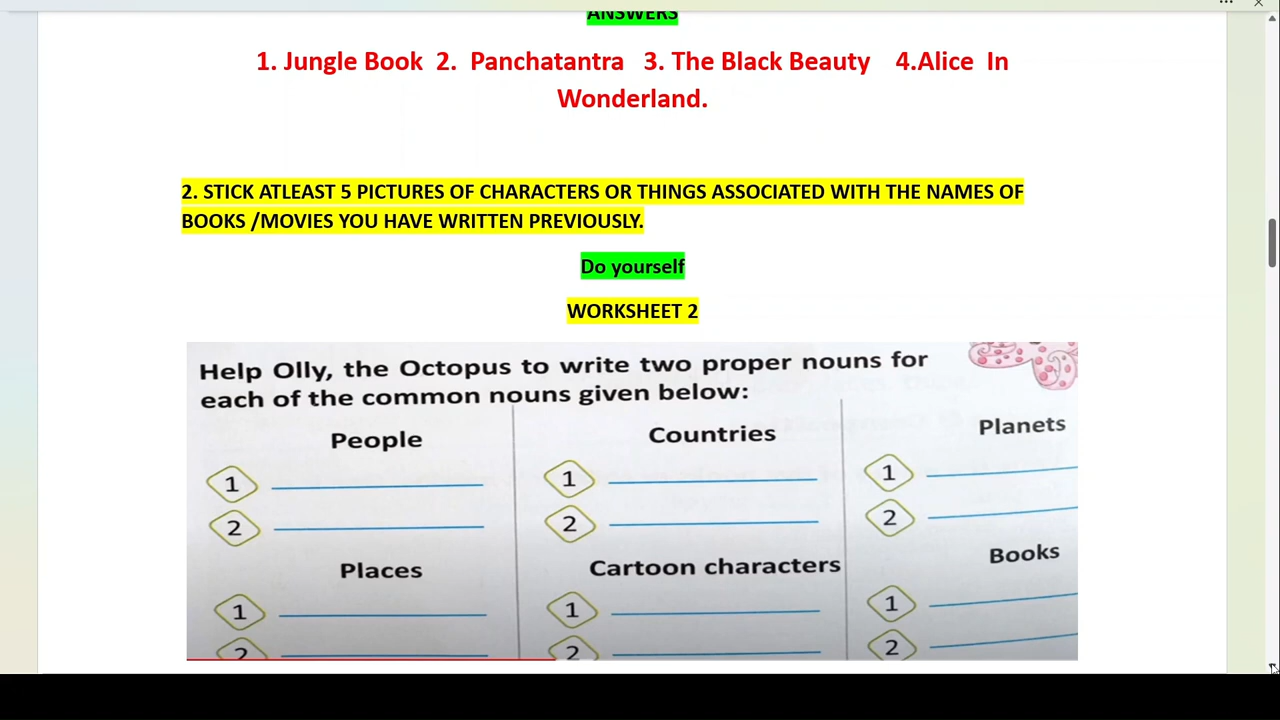 ANSWERS
1. Jungle Book 2. Panchatantra 3. The Black Beauty 4.Alice In
Wonderland.
2. STICK ATLEAST 5 PICTURES OF CHARACTERS OR THINGS ASSOCIATED WITH THE NAMES OF
BOOKS /MOVIES YOU HAVE WRITTEN PREVIOUSLY.
Do yourself
WORKSHEET 2
Help Olly, the Octopus to write two proper nouns for
each of the common nouns given below:
People Countries Planets
1 1 1
2 2 2
Places Cartoon characters Books
1 1 1
2 2 2